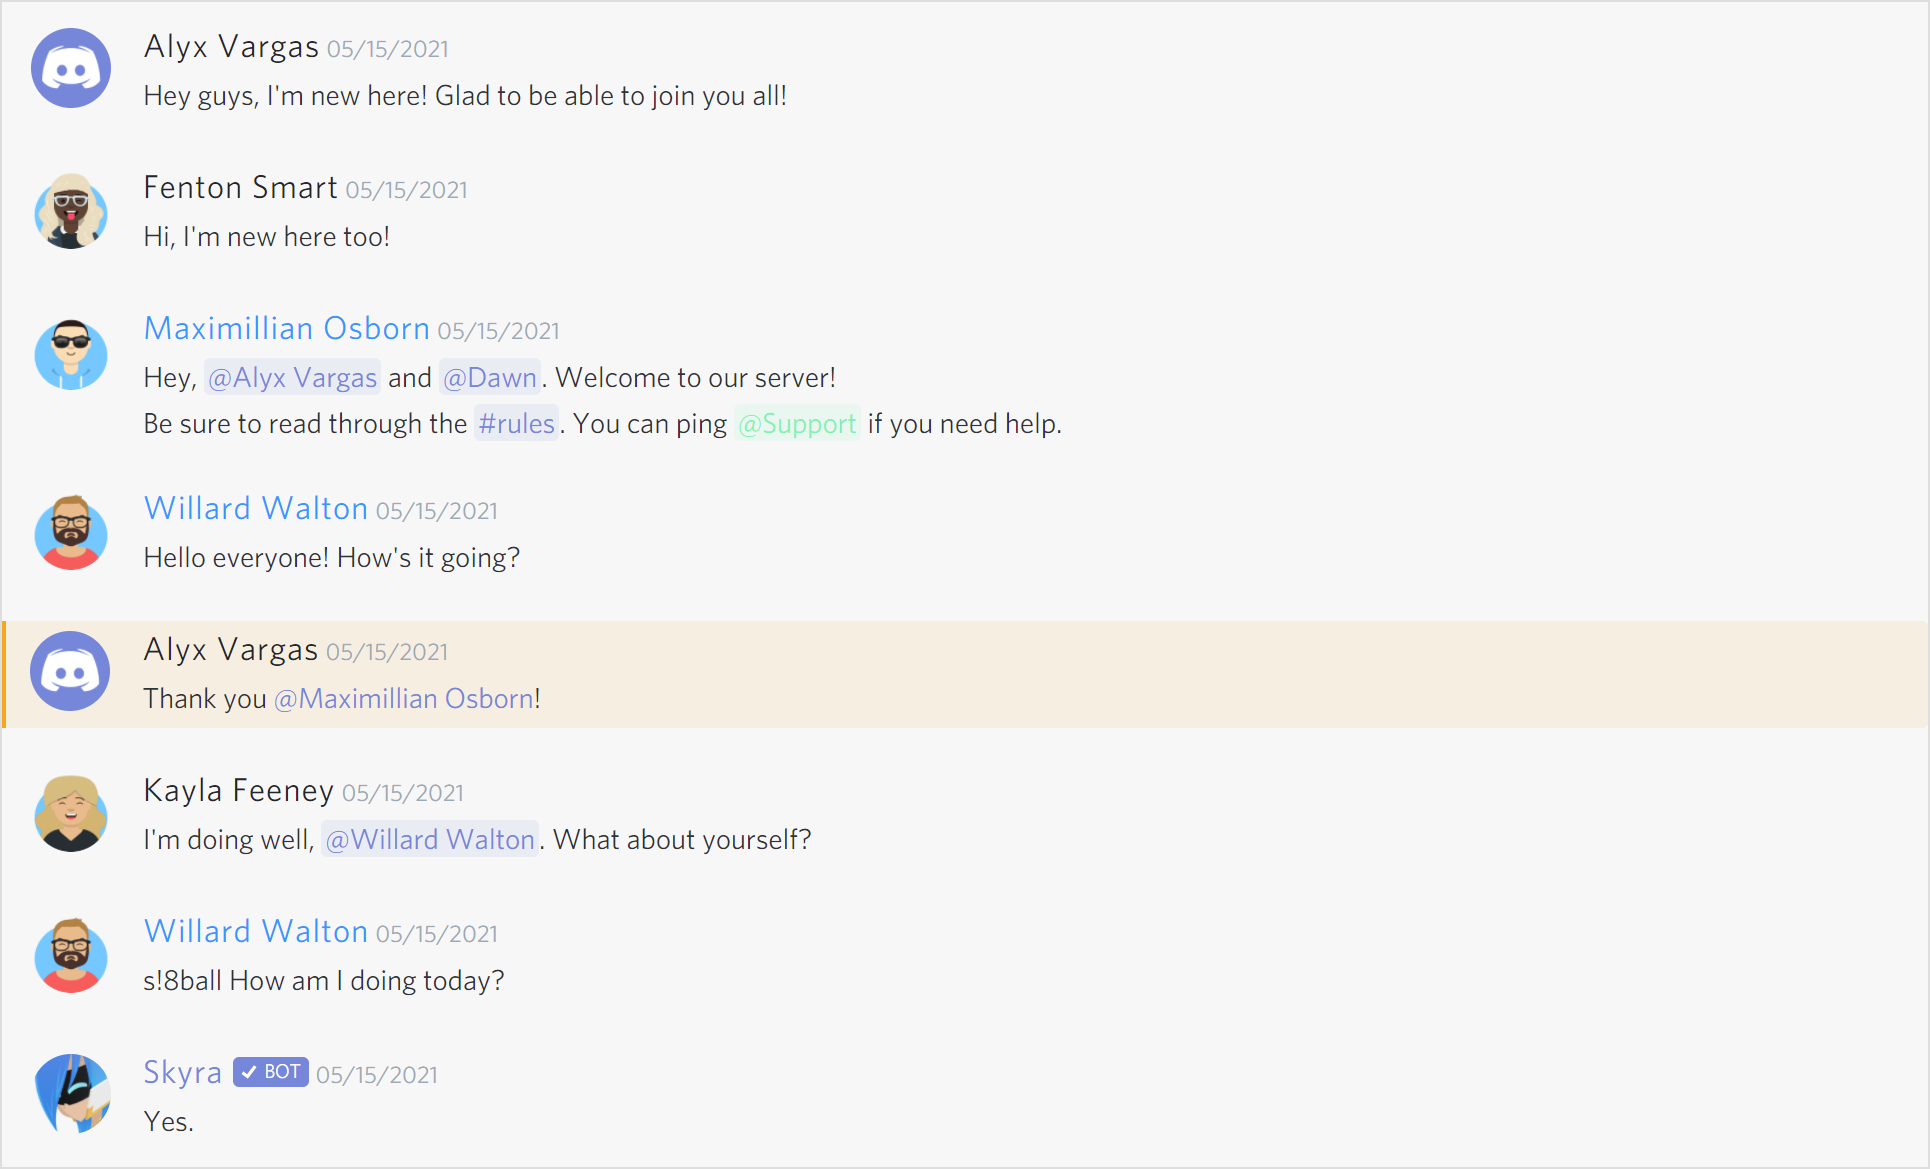 Alyx Vargas 05/15/2021
Hey guys, I'm new here! Glad to be able to join you all!
Fenton Smart 05/15/2021
Hi, I'm new here too!
Maximillian Osborn 05/15/2021
Hey, @Alyx Vargas and @Dawn. Welcome to our server!
Be sure to read through the #rules. You can ping @Support if you need help.
Willard Walton 05/15/2021
Hello everyone! How's it going?
Alyx Vargas 05/15/2021
Thank you @Maximillian Osborn!
Kayla Feeney 05/15/2021
I'm doing well, @Willard Walton. What about yourself?
Willard Walton 05/15/2021
s!8ball How am I doing today?
Skyra ✓ BOT 05/15/2021
Yes.